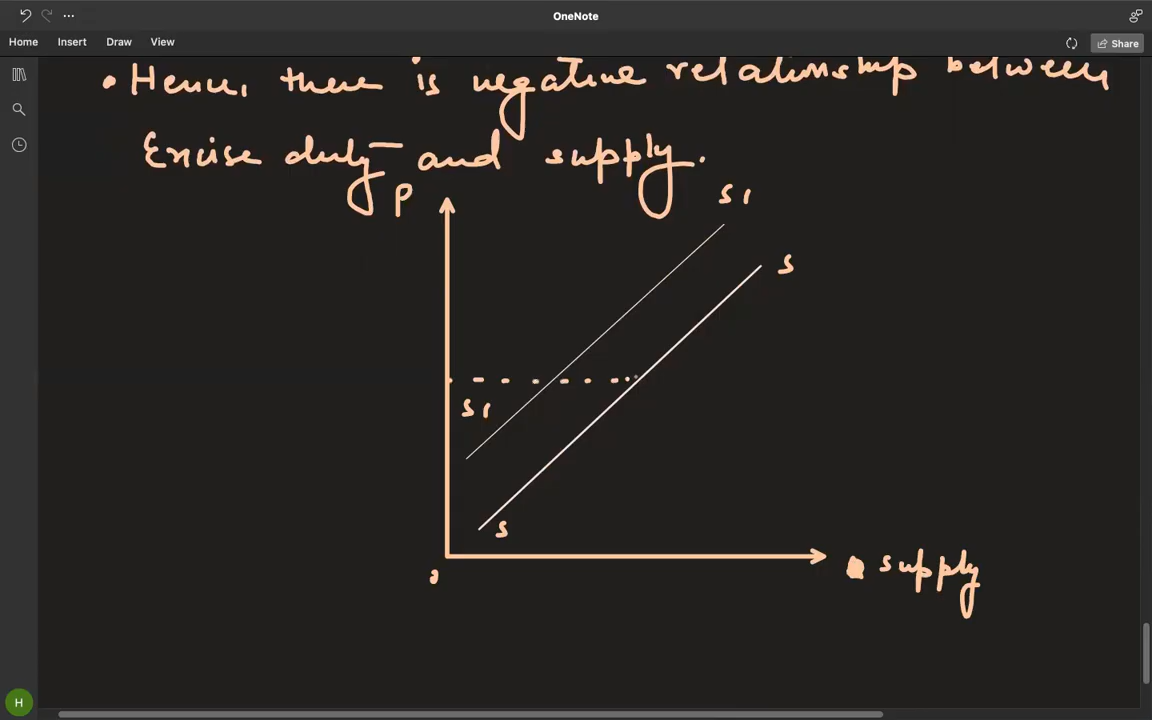 OneNote
Home Insert Draw View
Share
• Hence, there is negative relationship between
Excise duty and supply.
P
S1
S
S1
S
0
supply
H